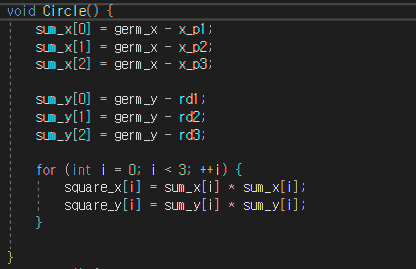 void Circle() {
sum_x[0] = germ_x - x_p1;
sum_x[1] = germ_x - x_p2;
sum_x[2] = germ_x - x_p3;
sum_y[0] = germ_y - rd1;
sum_y[1] = germ_y - rd2;
sum_y[2] = germ_y - rd3;
for (int i = 0; i < 3; ++i) {
square_x[i] = sum_x[i] * sum_x[i];
square_y[i] = sum_y[i] * sum_y[i];
}
}